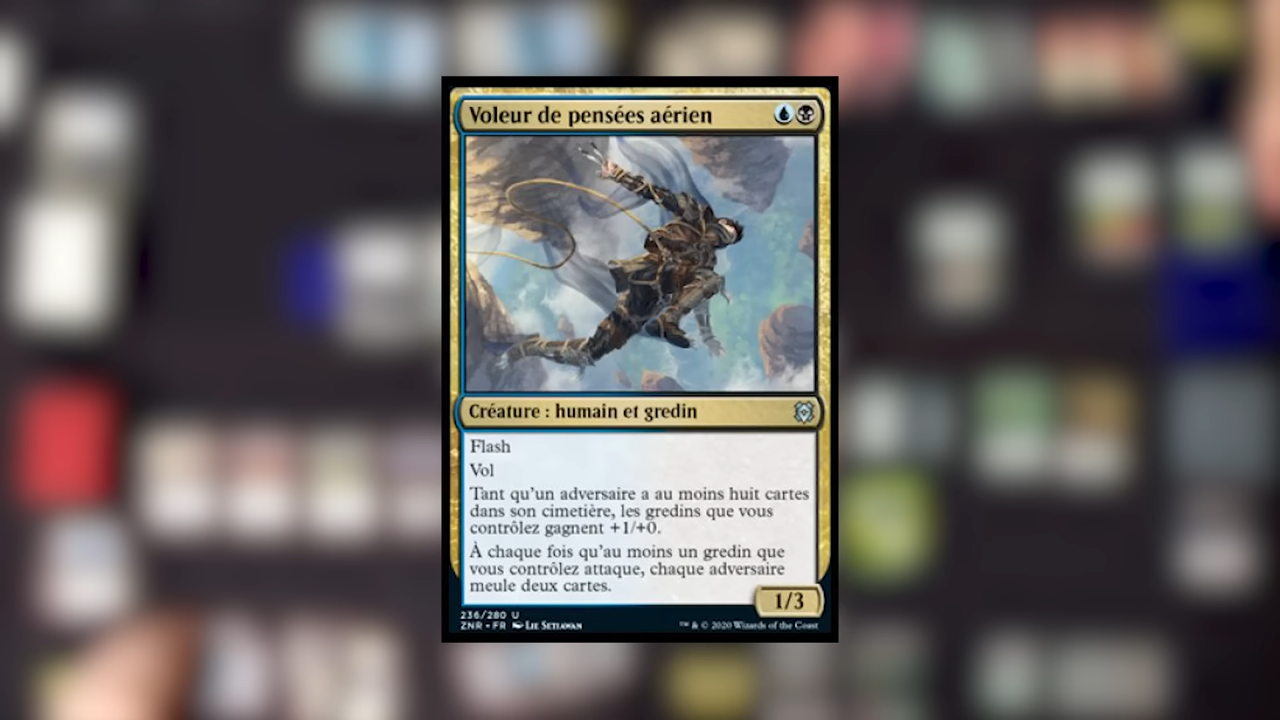 Voleur de pensées aérien
Créature : humain et gredin
Flash
Vol
Tant qu'un adversaire a au moins huit cartes
dans son cimetière, les gredins que vous
contrôlez gagnent +1/+0.
À chaque fois qu'au moins un gredin que
vous contrôlez attaque, chaque adversaire
meule deux cartes.
1/3
236/280 U
ZNR • FR Lie Setiawan
™ & © 2020 Wizards of the Coast